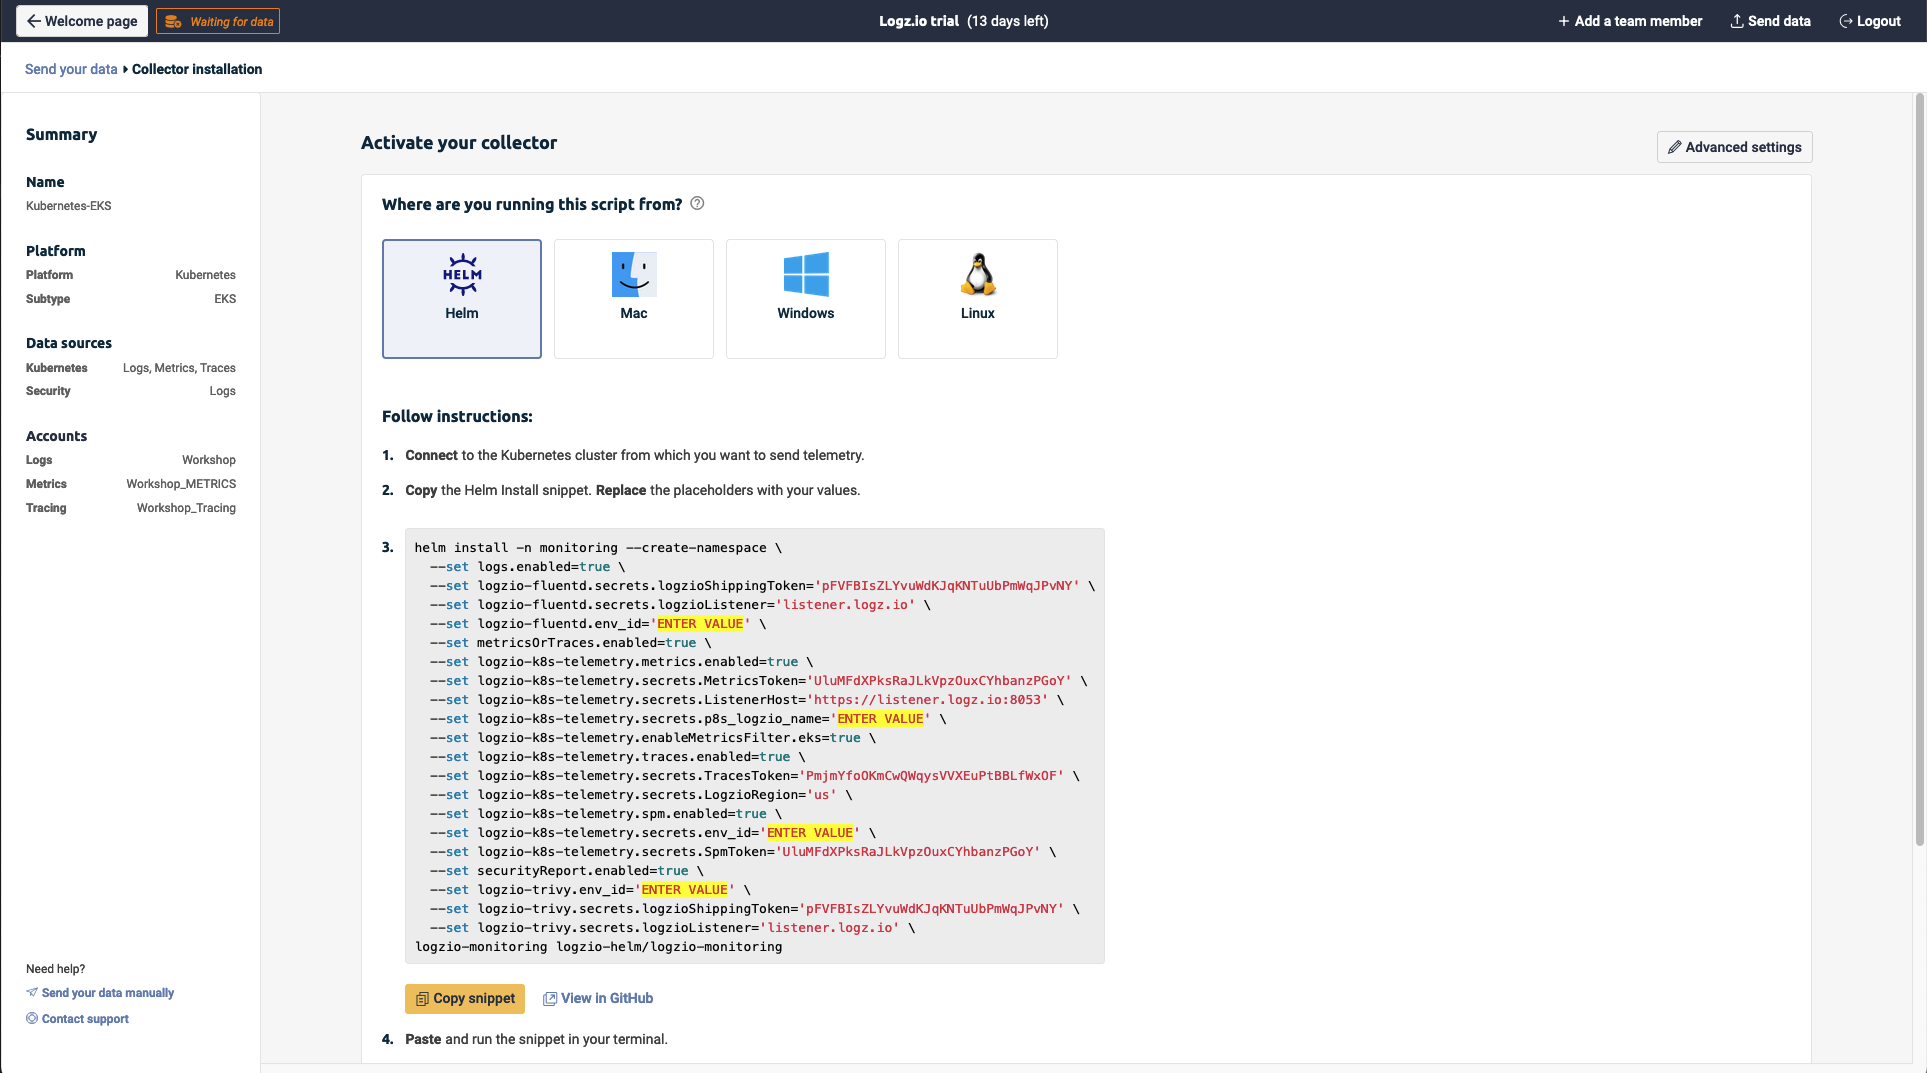 Welcome page
Waiting for data
Logz.io trial (13 days left)
+ Add a team member
Send data
Logout
Send your data Collector installation
Summary
Name
Kubernetes-EKS
Platform
Platform Kubernetes
Subtype EKS
Data sources
Kubernetes Logs, Metrics, Traces
Security Logs
Accounts
Logs Workshop
Metrics Workshop_METRICS
Tracing Workshop_Tracing
Need help?
Send your data manually
Contact support
Activate your collector
Advanced settings
Where are you running this script from? ?
HELM
Helm
Mac
Windows
Linux
Follow instructions:
1. Connect to the Kubernetes cluster from which you want to send telemetry.
2. Copy the Helm Install snippet. Replace the placeholders with your values.
3.
helm install -n monitoring --create-namespace \
--set logs.enabled=true \
--set logzio-fluentd.secrets.logzioShippingToken='pFVFBIsZLYvuWdKJqKNTuUbPmWqJPvNY' \
--set logzio-fluentd.secrets.logzioListener='listener.logz.io' \
--set logzio-fluentd.env_id='ENTER VALUE' \
--set metricsOrTraces.enabled=true \
--set logzio-k8s-telemetry.metrics.enabled=true \
--set logzio-k8s-telemetry.secrets.MetricsToken='UluMFdXPksRaJLkVpzOuxCYhbanzPGoY' \
--set logzio-k8s-telemetry.secrets.ListenerHost='https://listener.logz.io:8053' \
--set logzio-k8s-telemetry.secrets.p8s_logzio_name='ENTER VALUE' \
--set logzio-k8s-telemetry.enableMetricsFilter.eks=true \
--set logzio-k8s-telemetry.traces.enabled=true \
--set logzio-k8s-telemetry.secrets.TracesToken='PmjmYfoOKmCwQWqysVVXEuPtBBLfWxOF' \
--set logzio-k8s-telemetry.secrets.LogzioRegion='us' \
--set logzio-k8s-telemetry.spm.enabled=true \
--set logzio-k8s-telemetry.secrets.env_id='ENTER VALUE' \
--set logzio-k8s-telemetry.secrets.SpmToken='UluMFdXPksRaJLkVpzOuxCYhbanzPGoY' \
--set securityReport.enabled=true \
--set logzio-trivy.env_id='ENTER VALUE' \
--set logzio-trivy.secrets.logzioShippingToken='pFVFBIsZLYvuWdKJqKNTuUbPmWqJPvNY' \
--set logzio-trivy.secrets.logzioListener='listener.logz.io' \
logzio-monitoring logzio-helm/logzio-monitoring
Copy snippet
View in GitHub
4. Paste and run the snippet in your terminal.